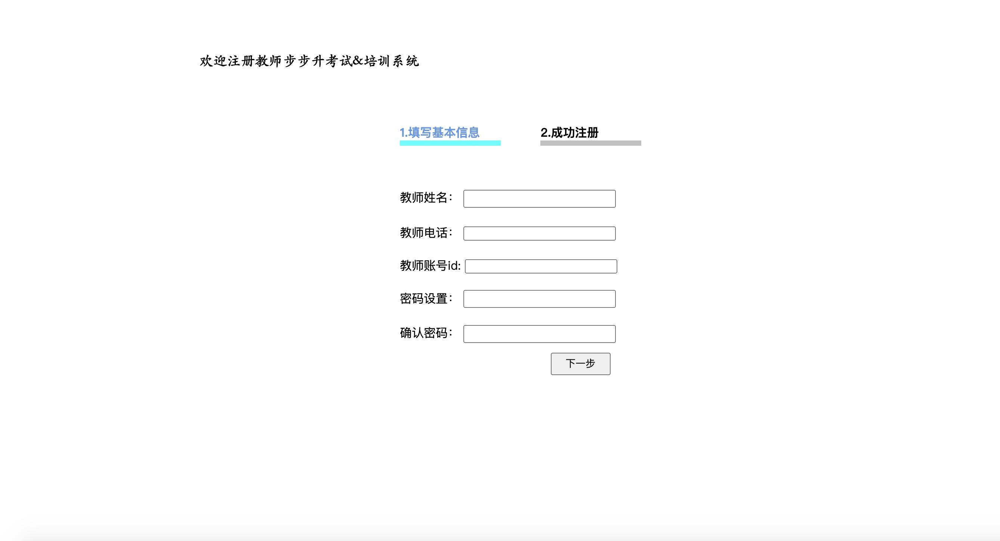 欢迎注册教师步步升考试&培训系统
1.填写基本信息 2.成功注册
教师姓名：
教师电话：
教师账号id:
密码设置：
确认密码：
下一步